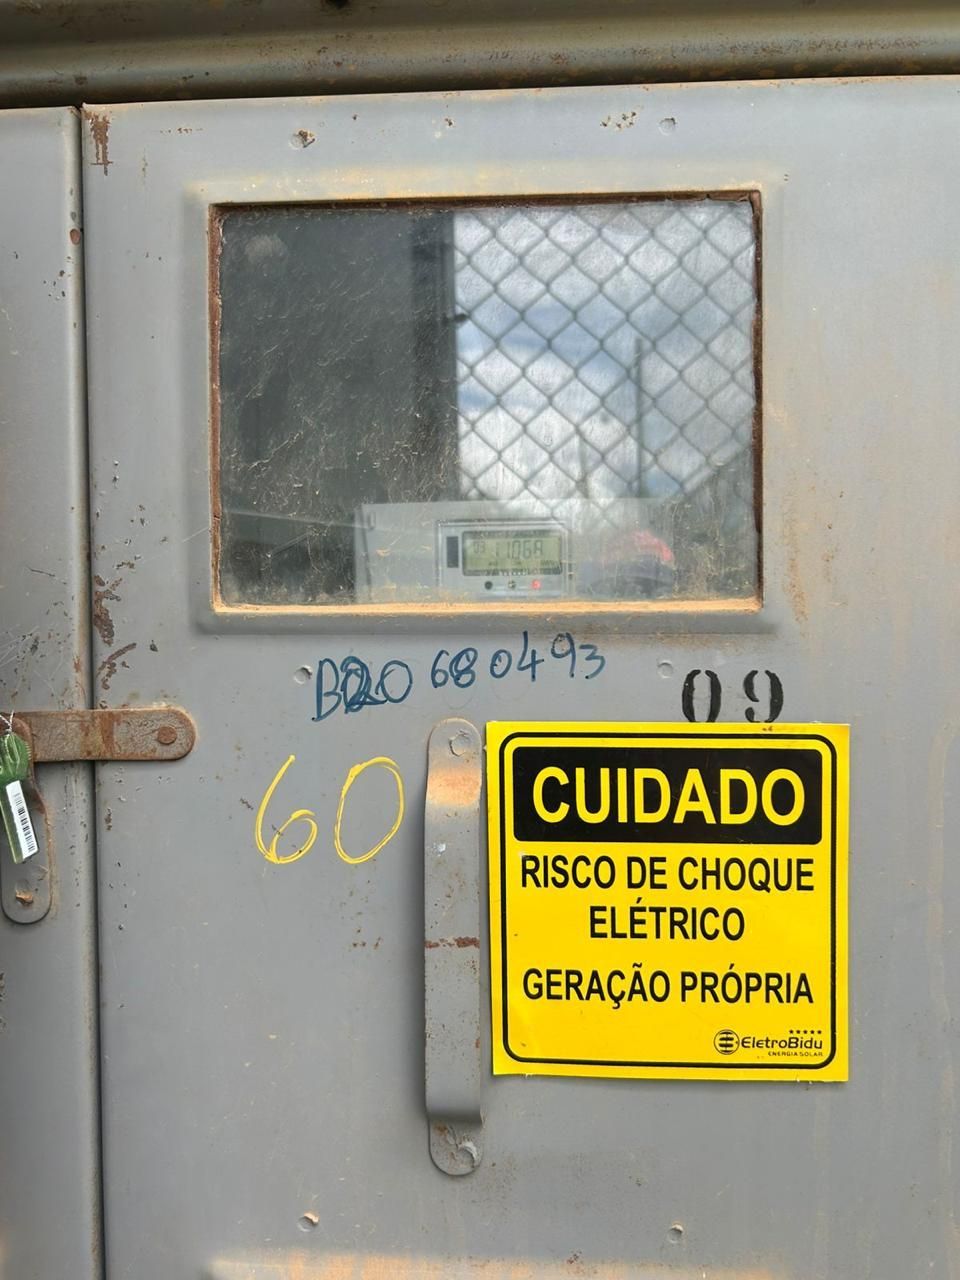 B20 680493
09
60
CUIDADO
RISCO DE CHOQUE
ELÉTRICO
GERAÇÃO PRÓPRIA
EletroBidu
ENERGIA SOLAR